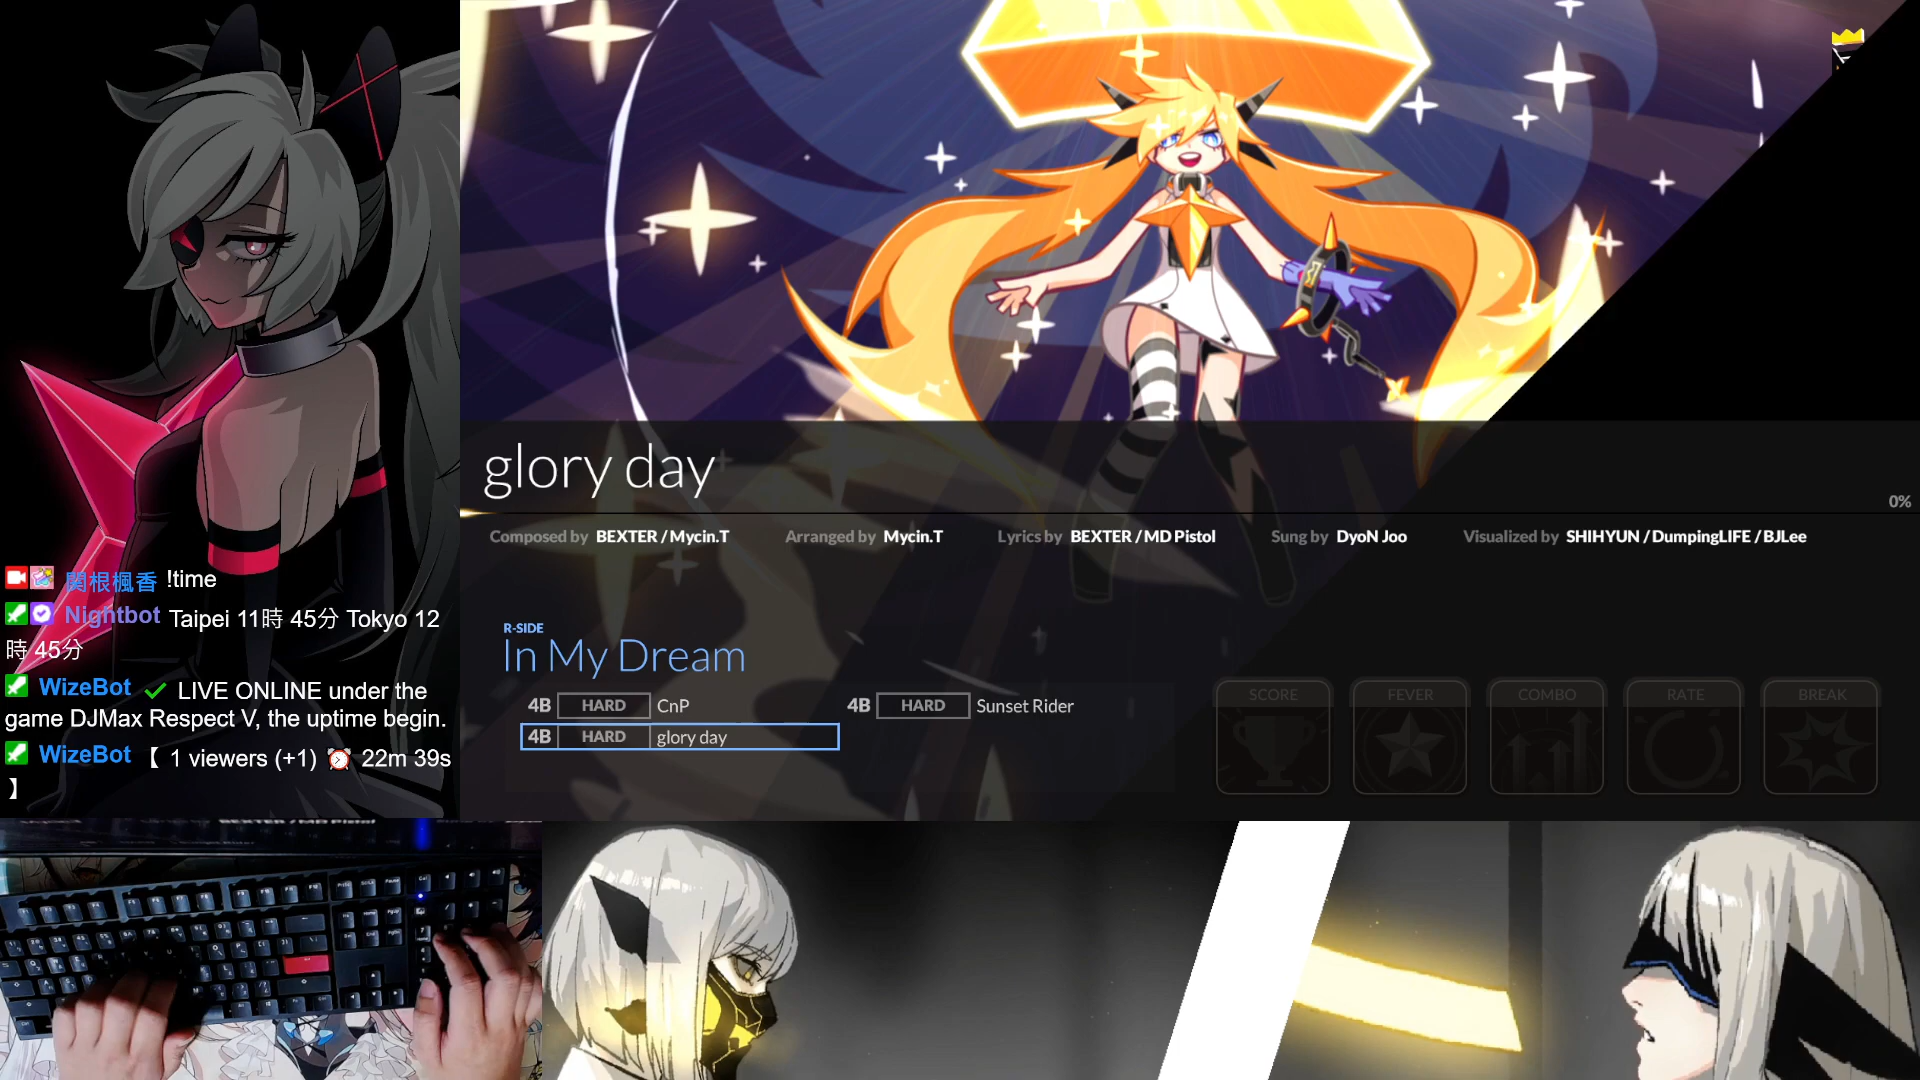 glory day
0%
Composed by BEXTER / Mycin.T
Arranged by Mycin.T
Lyrics by BEXTER / MD Pistol
Sung by DyoN Joo
Visualized by SHIHYUN / DumpingLIFE / BJLee
R-SIDE
In My Dream
4B HARD CnP
4B HARD Sunset Rider
4B HARD glory day
SCORE
FEVER
COMBO
RATE
BREAK
関根楓香 !time
Nightbot Taipei 11時 45分 Tokyo 12
時 45分
WizeBot LIVE ONLINE under the
game DJMax Respect V, the uptime begin.
WizeBot 【 1 viewers (+1) ⏰ 22m 39s
】